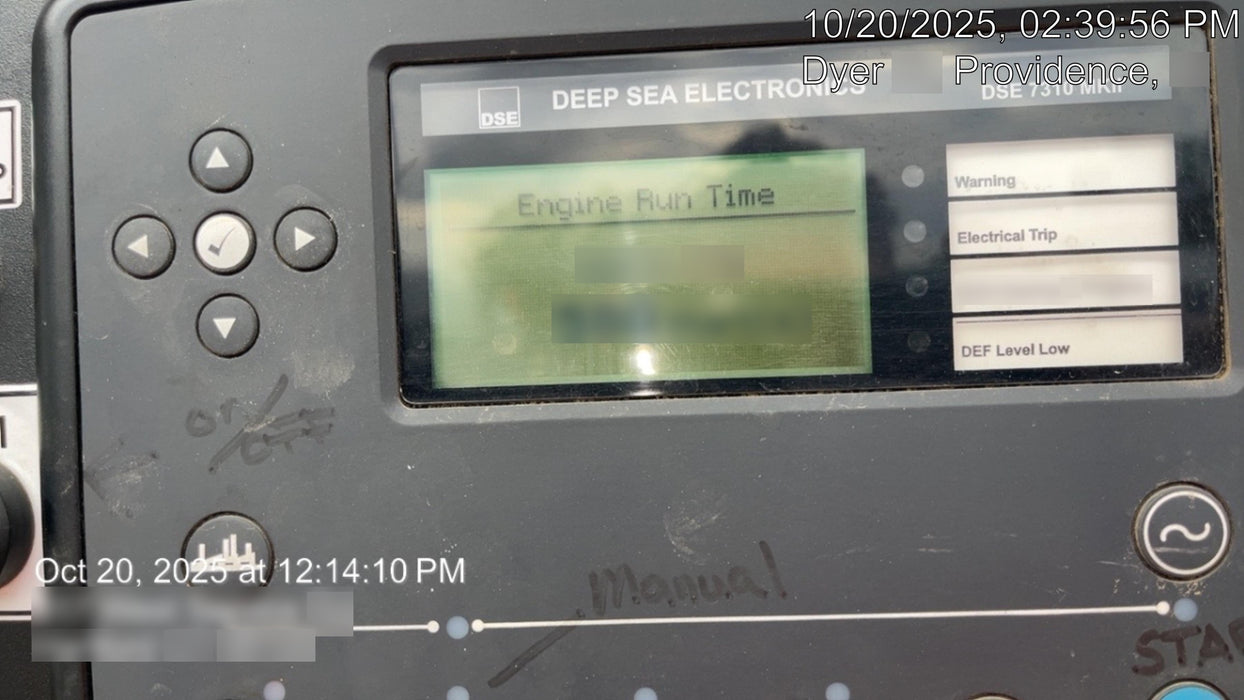 10/20/2025, 02:39:56 PM
Dyer Providence,
DSE
DEEP SEA ELECTRONICS
DSE 7310 MKII
Engine Run Time
Warning
Electrical Trip
DEF Level Low
on/OFF
Oct 20, 2025 at 12:14:10 PM
Manual